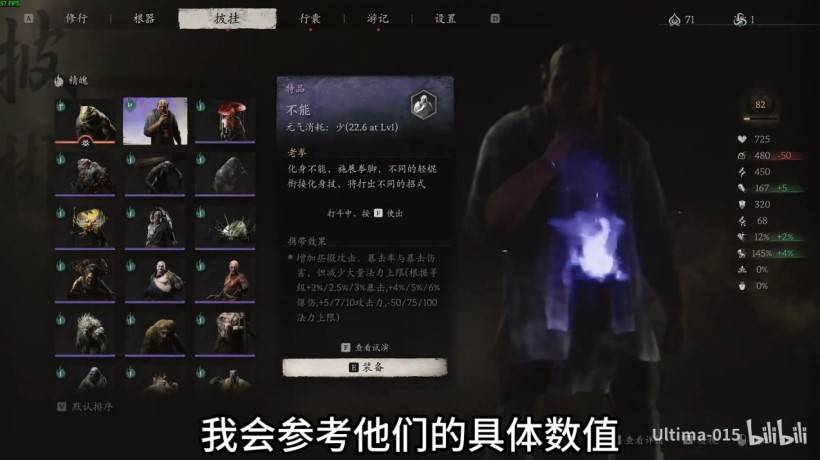 57 FPS
A 修行 根器 披挂 行囊 游记 设置 D
71 1
精魄
特品
不能
元气消耗：少(22.6 at Lv1)
老拳
化身不能，施展拳脚，不同的轻棍
衔接化身技，将打出不同的招式
打斗中，按 F 使出
携带效果
增加些微攻击、暴击率与暴击伤
害，但减少大量法力上限(根据等
级+2%/2.5%/3%暴击,+4%/5%/6%
爆伤,+5/7/10攻击力,-50/75/100
法力上限)
F 查看试演
E 装备
V 默认排序
82
725
480 -50
450
167 +5
320
68
12% +2%
145% +4%
0%
0
我会参考他们的具体数值
Ultima-015 bilibili